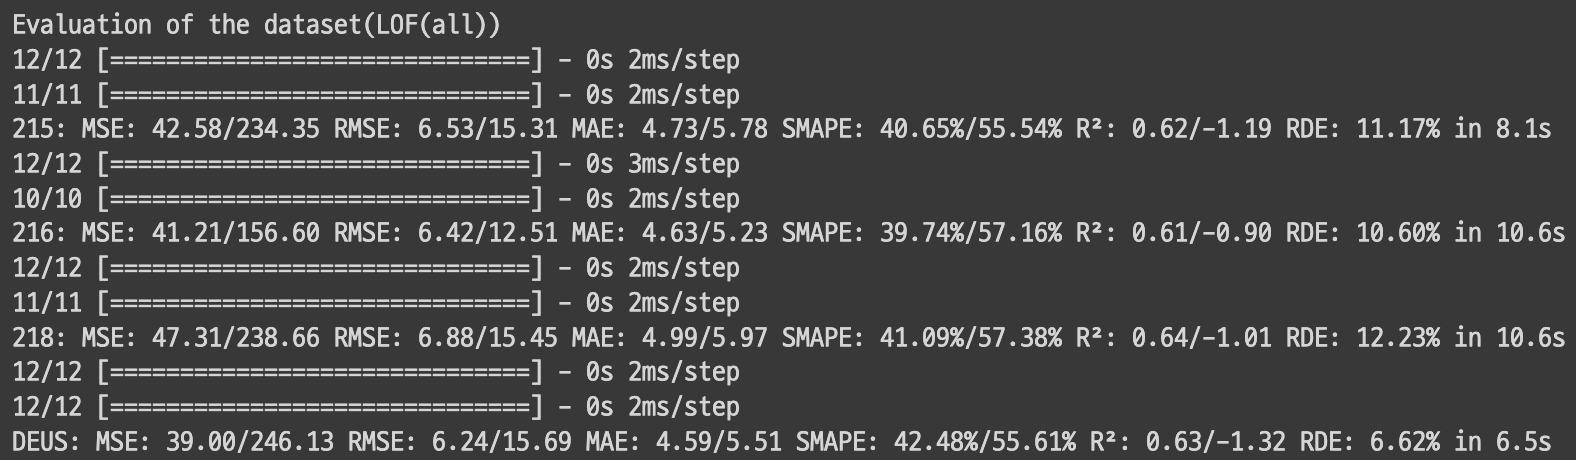 Evaluation of the dataset(LOF(all))
12/12 [==============================] - 0s 2ms/step
11/11 [==============================] - 0s 2ms/step
215: MSE: 42.58/234.35 RMSE: 6.53/15.31 MAE: 4.73/5.78 SMAPE: 40.65%/55.54% R²: 0.62/-1.19 RDE: 11.17% in 8.1s
12/12 [==============================] - 0s 3ms/step
10/10 [==============================] - 0s 2ms/step
216: MSE: 41.21/156.60 RMSE: 6.42/12.51 MAE: 4.63/5.23 SMAPE: 39.74%/57.16% R²: 0.61/-0.90 RDE: 10.60% in 10.6s
12/12 [==============================] - 0s 2ms/step
11/11 [==============================] - 0s 2ms/step
218: MSE: 47.31/238.66 RMSE: 6.88/15.45 MAE: 4.99/5.97 SMAPE: 41.09%/57.38% R²: 0.64/-1.01 RDE: 12.23% in 10.6s
12/12 [==============================] - 0s 2ms/step
12/12 [==============================] - 0s 2ms/step
DEUS: MSE: 39.00/246.13 RMSE: 6.24/15.69 MAE: 4.59/5.51 SMAPE: 42.48%/55.61% R²: 0.63/-1.32 RDE: 6.62% in 6.5s